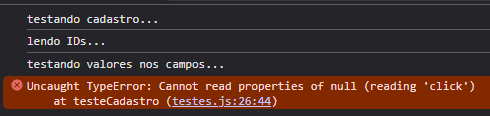 testando cadastro...
lendo IDs...
testando valores nos campos...
Uncaught TypeError: Cannot read properties of null (reading 'click')
at testeCadastro (testes.js:26:44)